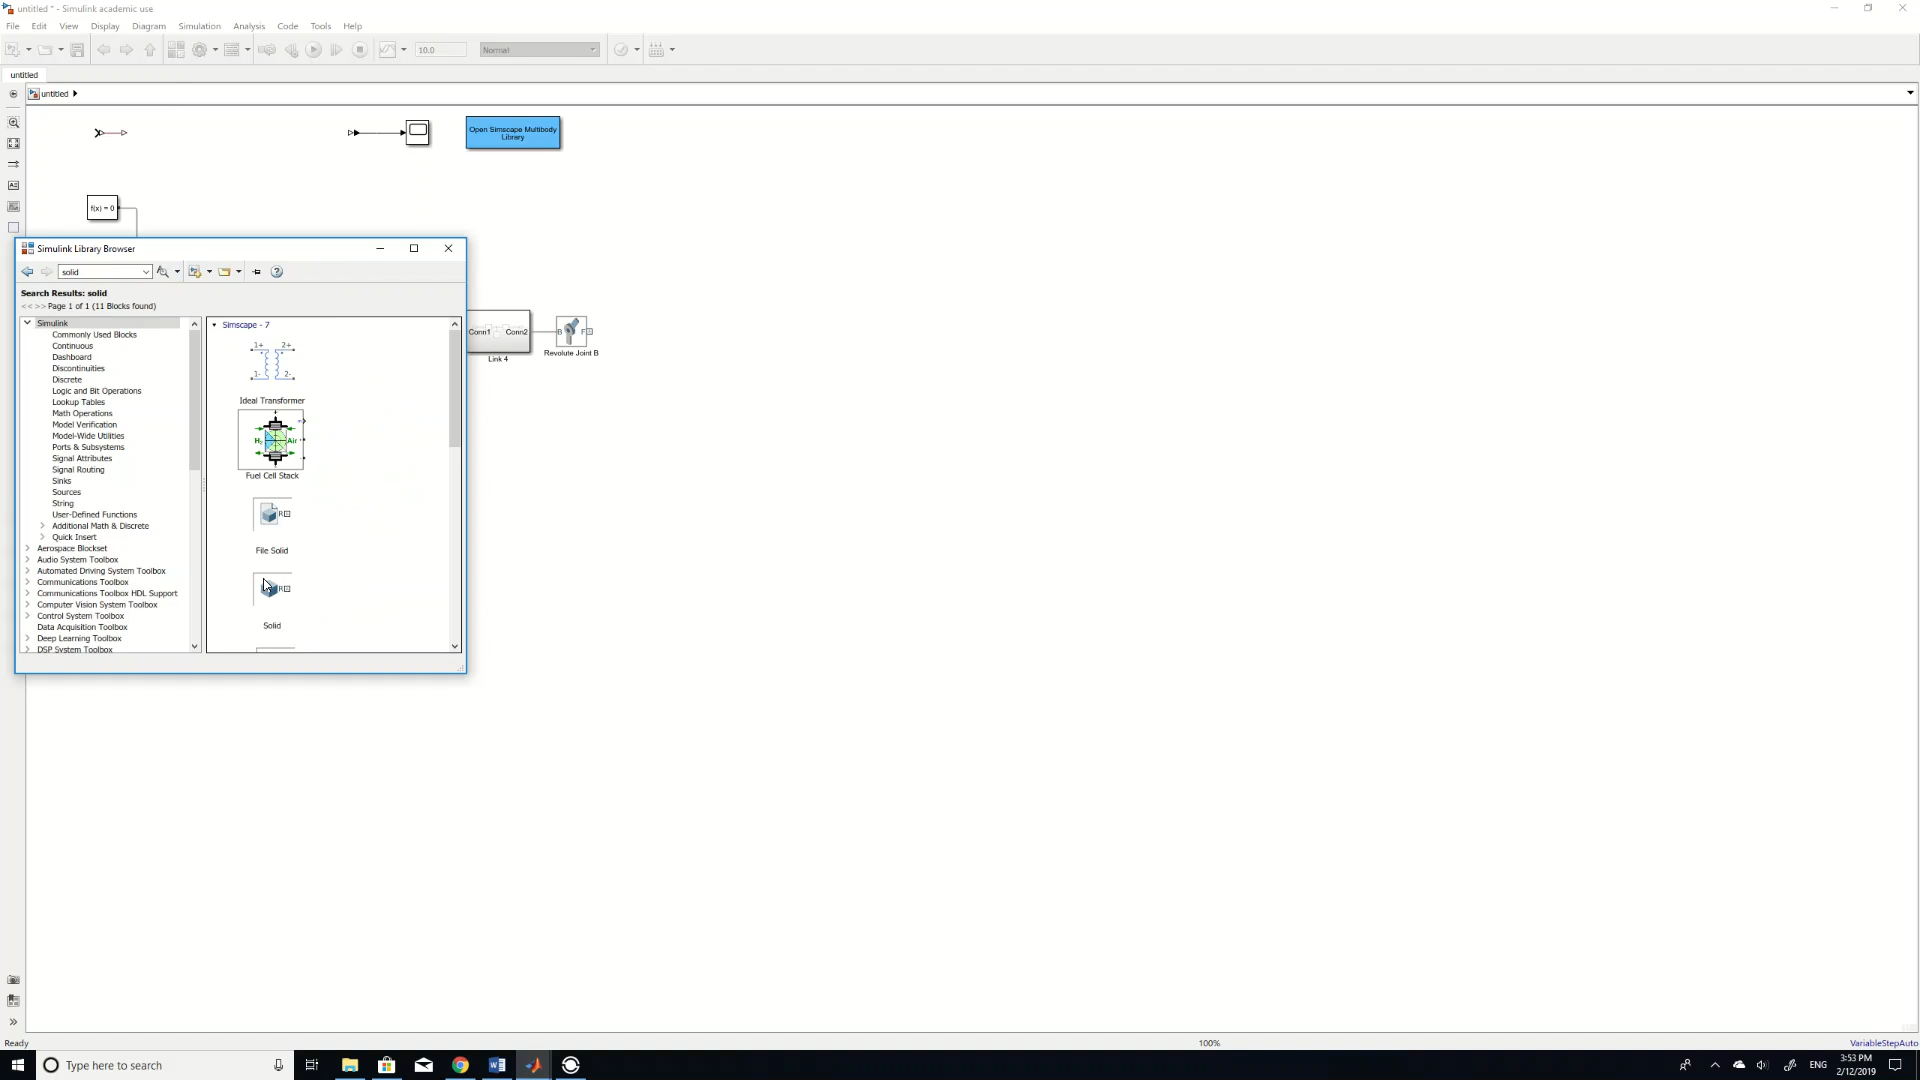 untitled * - Simulink academic use
File Edit View Display Diagram Simulation Analysis Code Tools Help
10.0
Normal
untitled
untitled
Open Simscape Multibody
Library
f(x) = 0
Simulink Library Browser
solid
Search Results: solid
<< >> Page 1 of 1 (11 Blocks found)
Simulink
Commonly Used Blocks
Continuous
Dashboard
Discontinuities
Discrete
Logic and Bit Operations
Lookup Tables
Math Operations
Model Verification
Model-Wide Utilities
Ports & Subsystems
Signal Attributes
Signal Routing
Sinks
Sources
String
User-Defined Functions
Additional Math & Discrete
Quick Insert
Aerospace Blockset
Audio System Toolbox
Automated Driving System Toolbox
Communications Toolbox
Communications Toolbox HDL Support
Computer Vision System Toolbox
Control System Toolbox
Data Acquisition Toolbox
Deep Learning Toolbox
DSP System Toolbox
Simscape - 7
1+ 2+
1- 2-
Ideal Transformer
H2 Air
Fuel Cell Stack
R
File Solid
R
Solid
Conn1 Conn2
Link 4
B F
Revolute Joint B
Ready
100%
VariableStepAuto
Type here to search
ENG
3:53 PM
2/12/2019